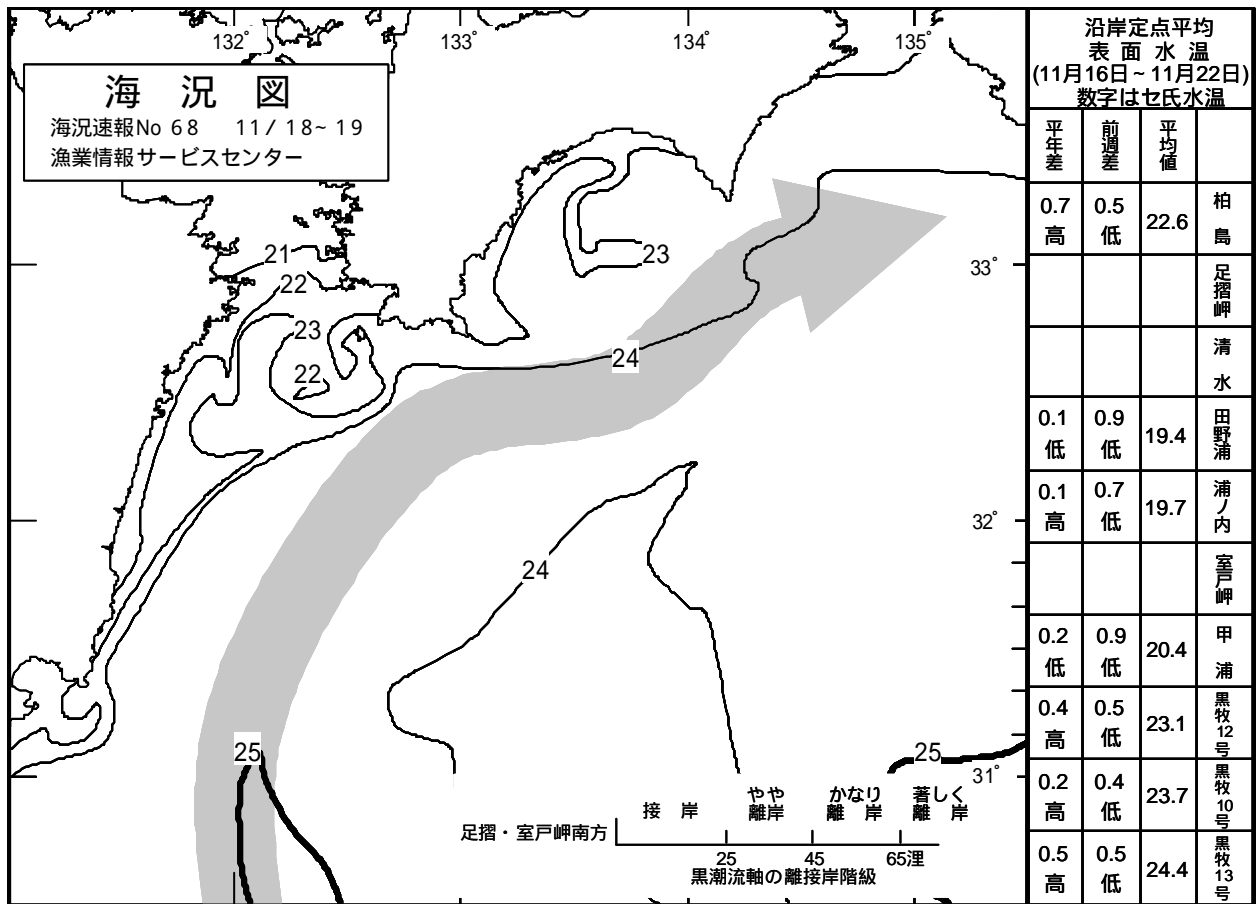 132°
133°
134°
135°
海況図
海況速報No 68 11/18~19
漁業情報サービスセンター
21
22
23
22
23
24
24
25
25
33°
32°
31°
接岸
やや離岸
かなり離岸
著しく離岸
足摺・室戸岬南方
25 45 65浬
黒潮流軸の離接岸階級
沿岸定点平均
表面水温
(11月16日~11月22日)
数字はセ氏水温
平年差 前週差 平均値
0.7高 0.5低 22.6 柏島
足摺岬
清水
0.1低 0.9低 19.4 田野浦
0.1高 0.7低 19.7 浦ノ内
室戸岬
0.2低 0.9低 20.4 甲浦
0.4高 0.5低 23.1 黒牧12号
0.2高 0.4低 23.7 黒牧10号
0.5高 0.5低 24.4 黒牧13号